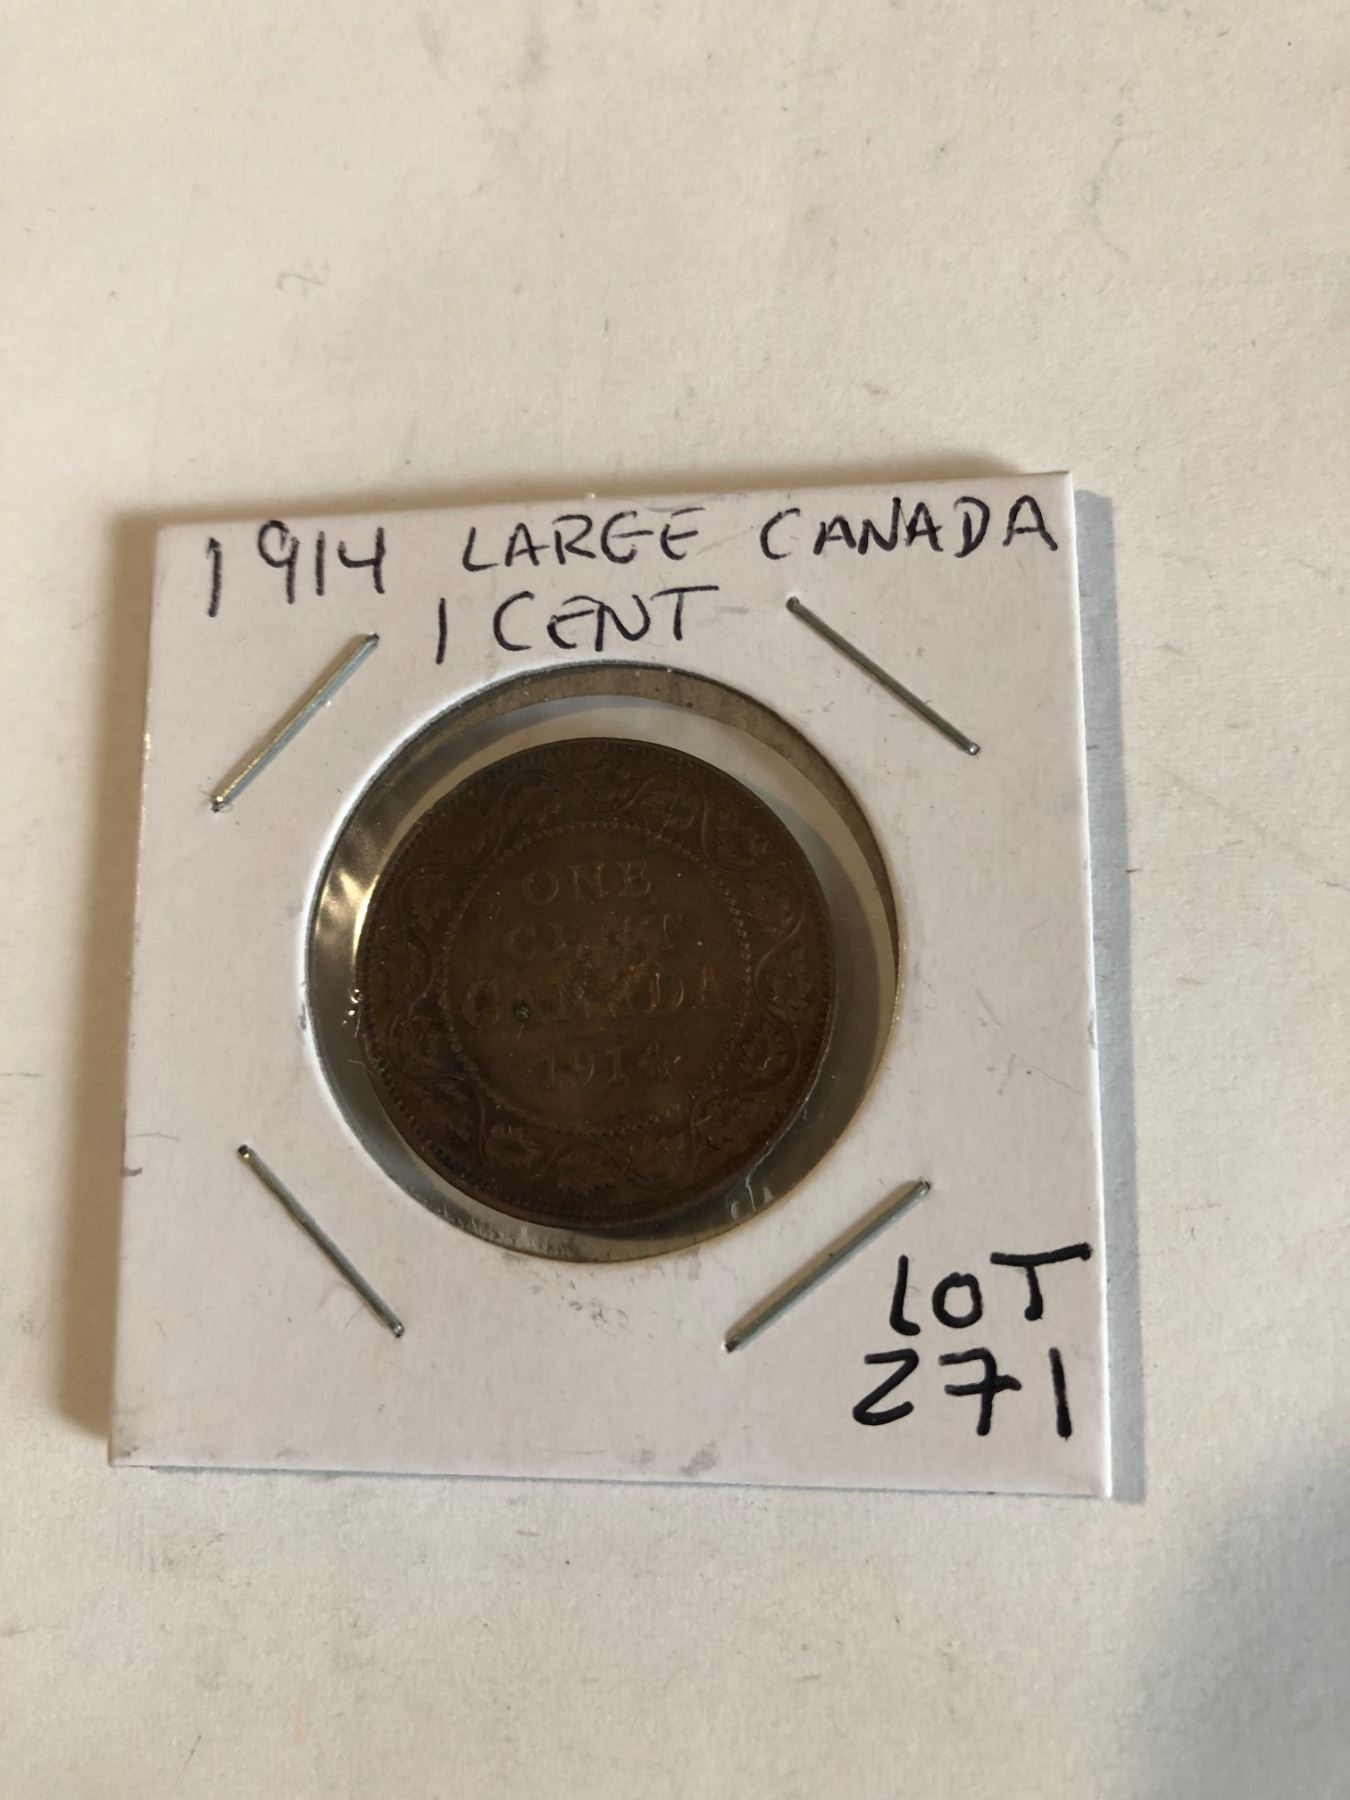 1914 LARGE CANADA
1 CENT
ONE
CENT
CANADA
1914
LOT
271